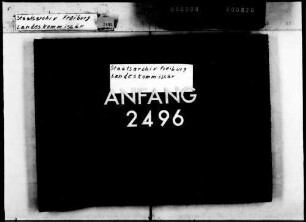 Staatsarchiv Freiburg
Landeskommissär
Staatsarchiv Freiburg
Landeskommissär
ANFANG
2496